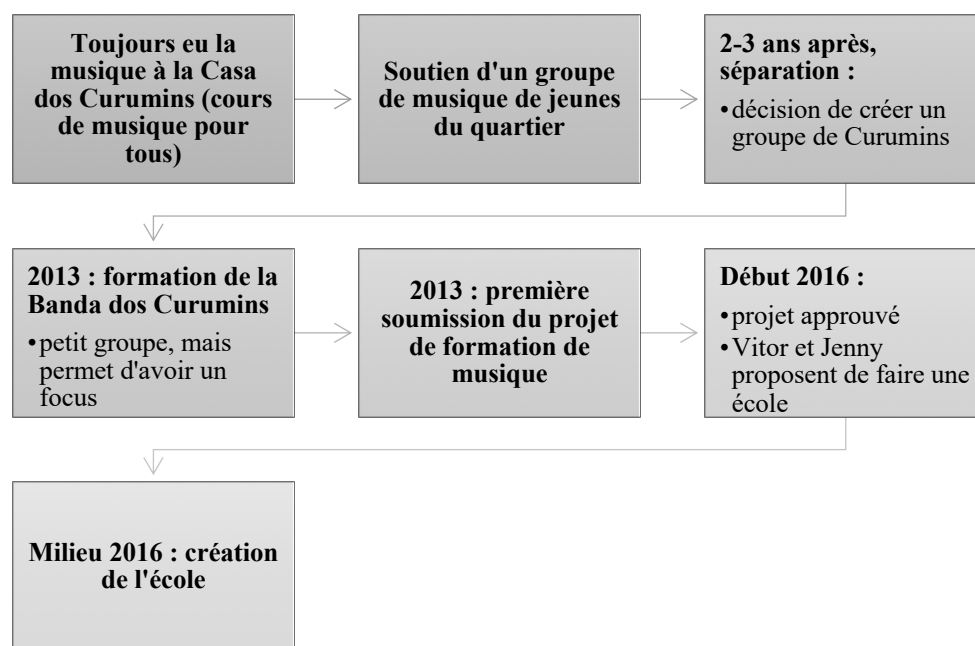 Toujours eu la
musique à la Casa
dos Curumins (cours
de musique pour
tous)
Soutien d'un groupe
de musique de jeunes
du quartier
2-3 ans après,
séparation :
•décision de créer un
groupe de Curumins
2013 : formation de la
Banda dos Curumins
•petit groupe, mais
permet d'avoir un
focus
2013 : première
soumission du projet
de formation de
musique
Début 2016 :
•projet approuvé
•Vitor et Jenny
proposent de faire une
école
Milieu 2016 : création
de l'école